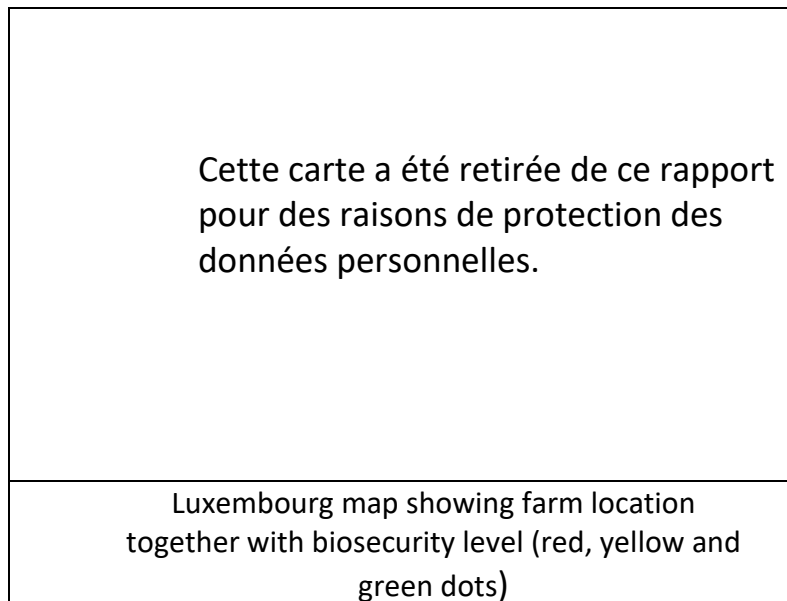 Cette carte a été retirée de ce rapport
pour des raisons de protection des
données personnelles.
Luxembourg map showing farm location
together with biosecurity level (red, yellow and
green dots)